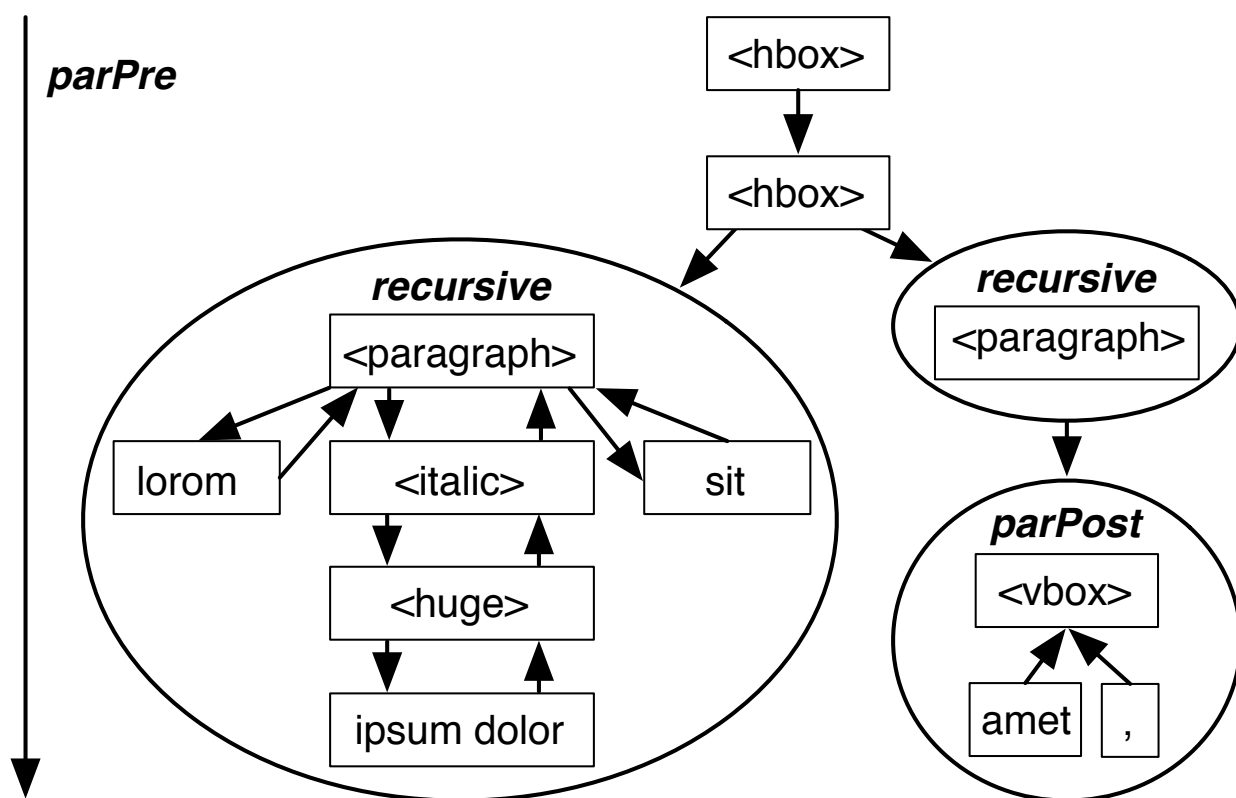 parPre
<hbox>
<hbox>
recursive
<paragraph>
lorom
<italic>
sit
<huge>
ipsum dolor
recursive
<paragraph>
parPost
<vbox>
amet
,